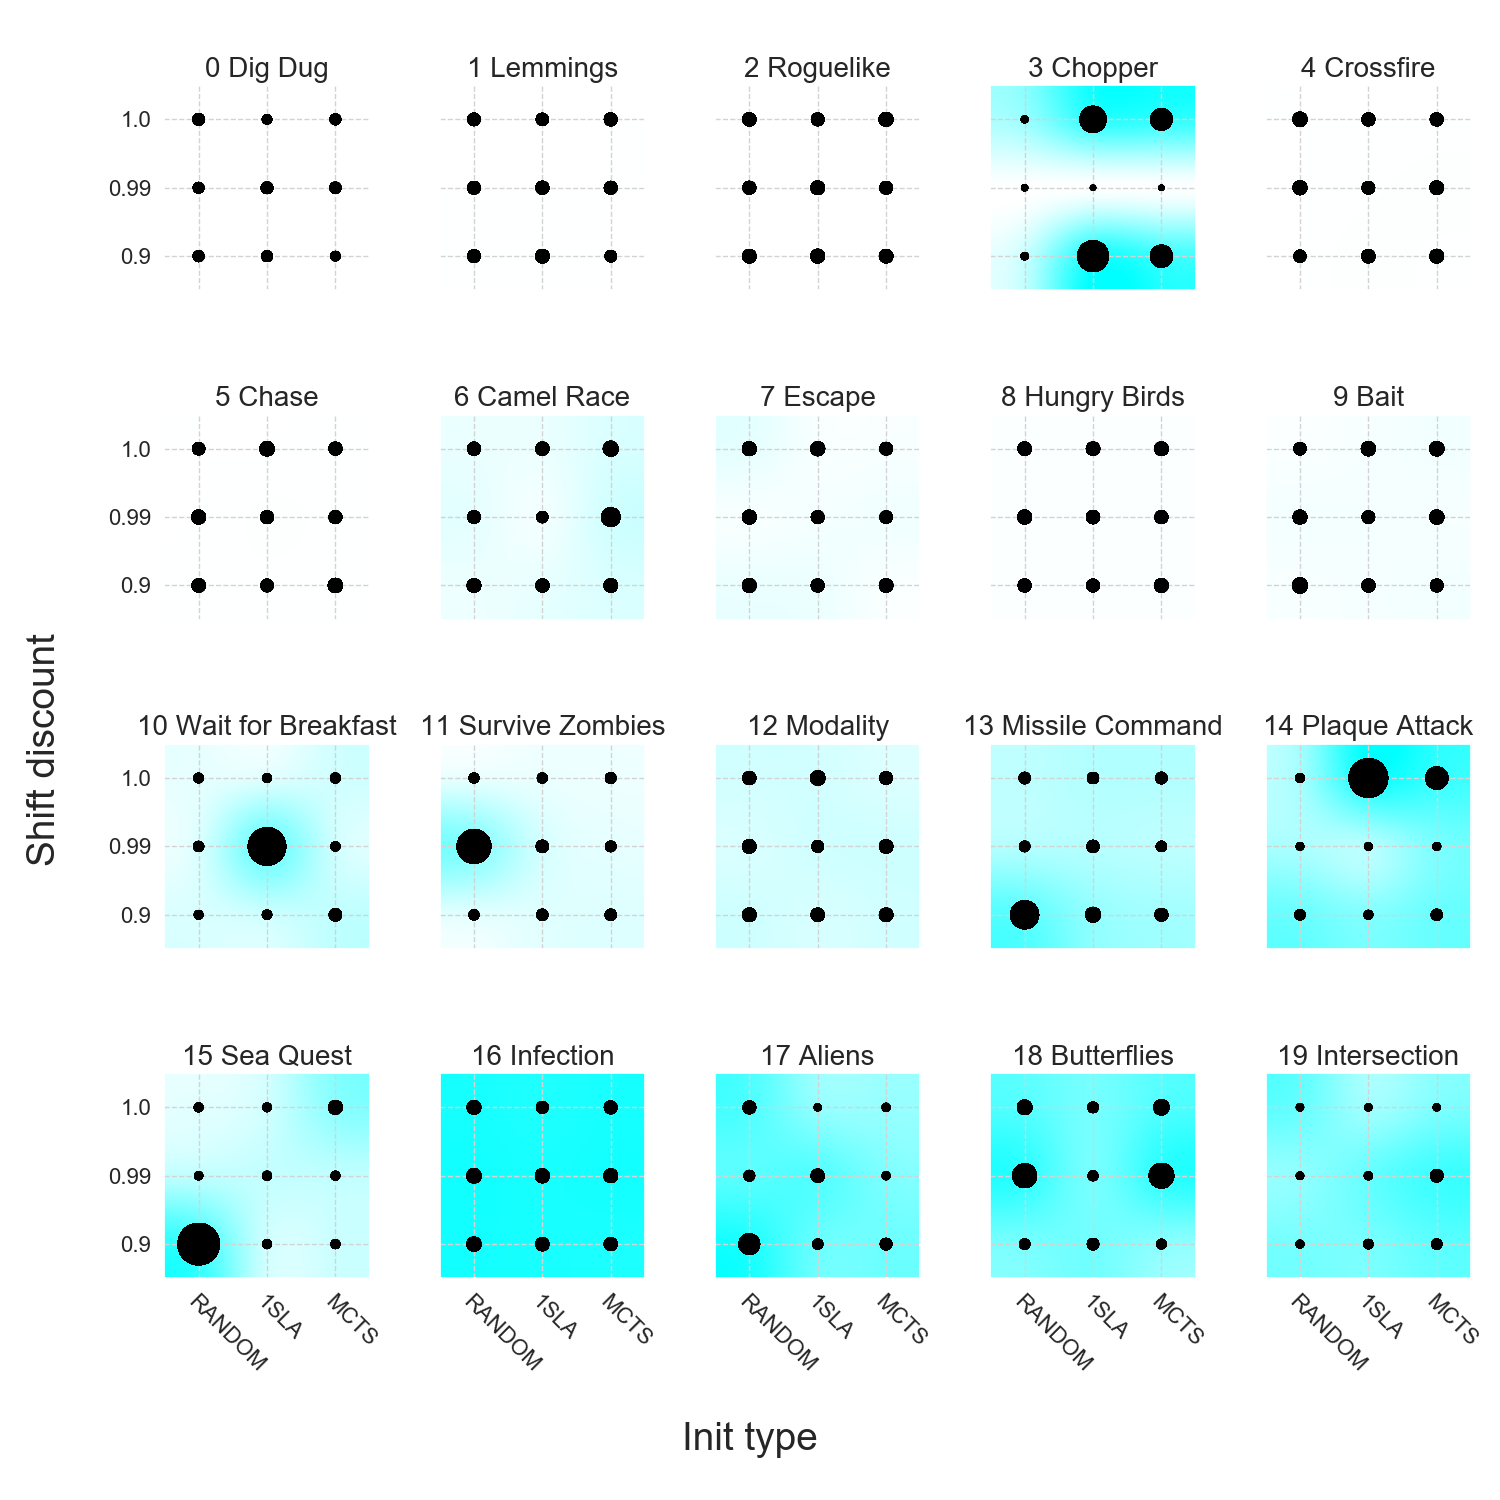 0 Dig Dug
1 Lemmings
2 Roguelike
3 Chopper
4 Crossfire
1.0
0.99
0.9
5 Chase
6 Camel Race
7 Escape
8 Hungry Birds
9 Bait
1.0
0.99
0.9
Shift discount
10 Wait for Breakfast
11 Survive Zombies
12 Modality
13 Missile Command
14 Plaque Attack
1.0
0.99
0.9
15 Sea Quest
16 Infection
17 Aliens
18 Butterflies
19 Intersection
1.0
0.99
0.9
RANDOM
1SLA
MCTS
RANDOM
1SLA
MCTS
RANDOM
1SLA
MCTS
RANDOM
1SLA
MCTS
RANDOM
1SLA
MCTS
Init type